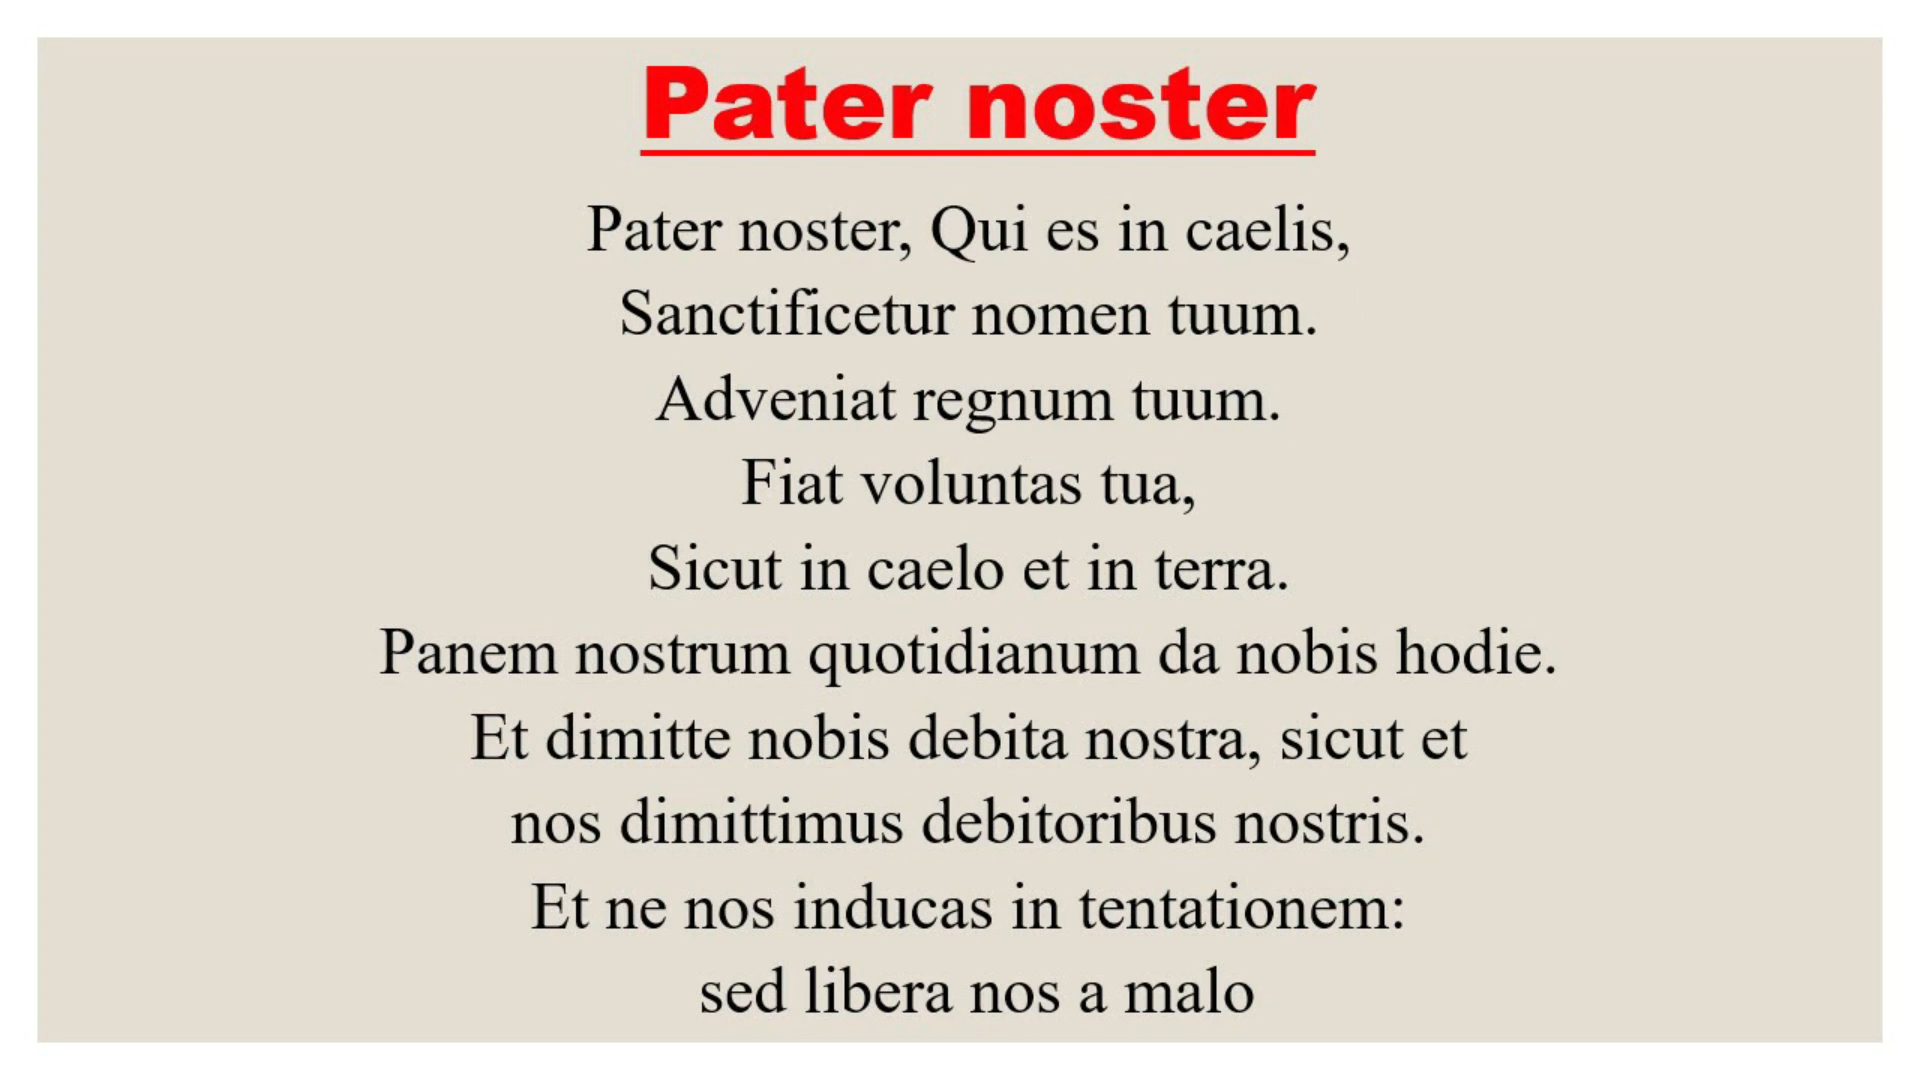 Pater noster
Pater noster, Qui es in caelis,
Sanctificetur nomen tuum.
Adveniat regnum tuum.
Fiat voluntas tua,
Sicut in caelo et in terra.
Panem nostrum quotidianum da nobis hodie.
Et dimitte nobis debita nostra, sicut et
nos dimittimus debitoribus nostris.
Et ne nos inducas in tentationem:
sed libera nos a malo